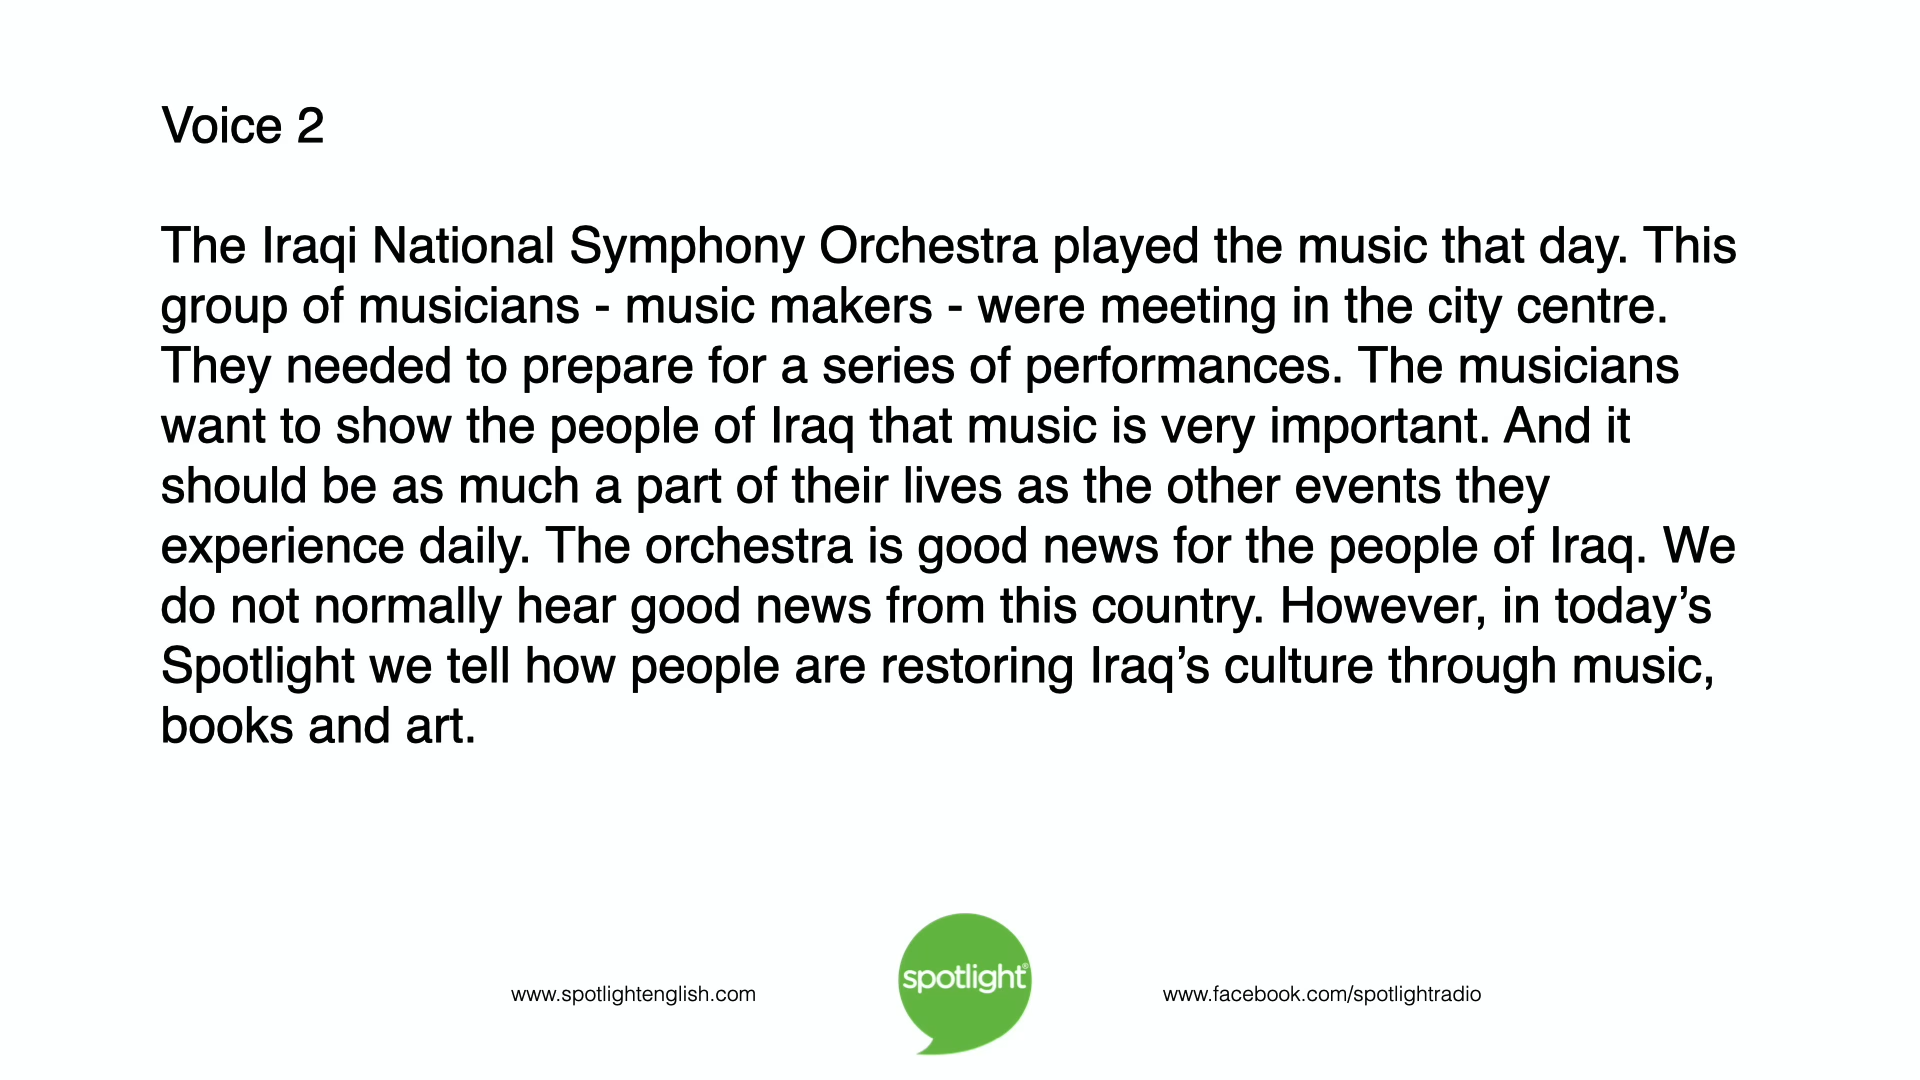 Voice 2
The Iraqi National Symphony Orchestra played the music that day. This
group of musicians - music makers - were meeting in the city centre.
They needed to prepare for a series of performances. The musicians
want to show the people of Iraq that music is very important. And it
should be as much a part of their lives as the other events they
experience daily. The orchestra is good news for the people of Iraq. We
do not normally hear good news from this country. However, in today’s
Spotlight we tell how people are restoring Iraq’s culture through music,
books and art.
www.spotlightenglish.com
spotlight®
www.facebook.com/spotlightradio